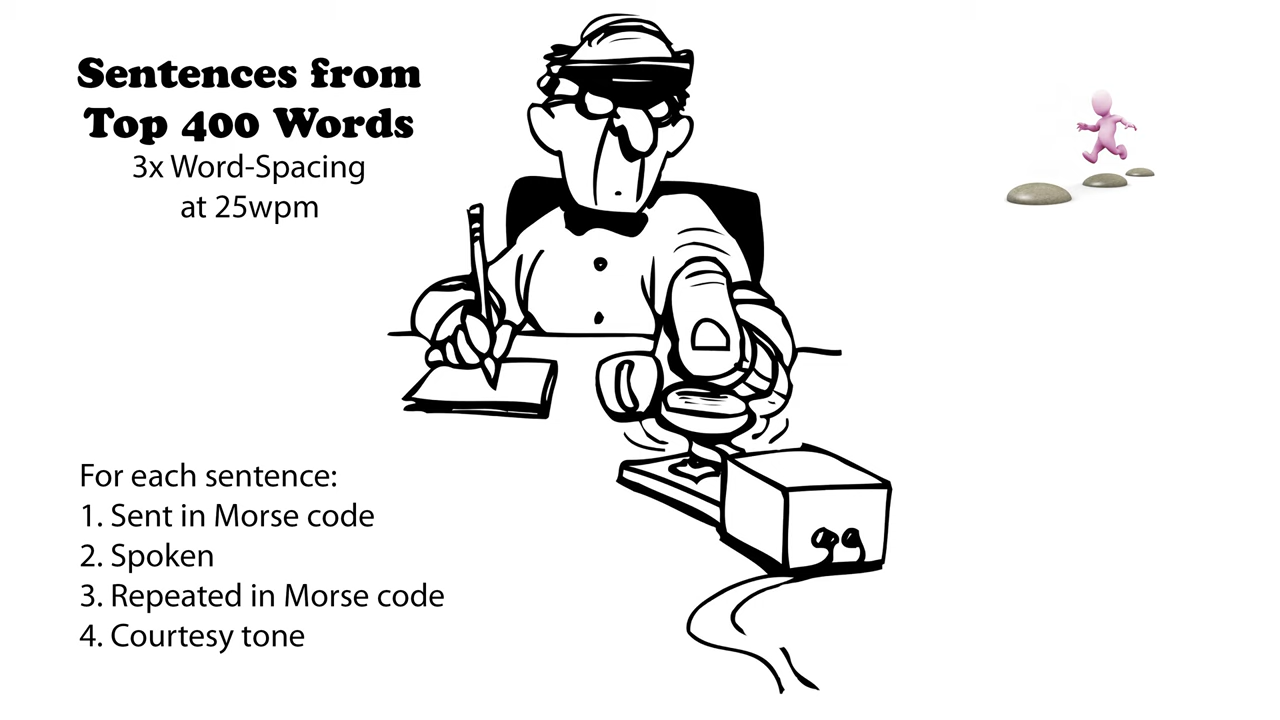 Sentences from
Top 400 Words
3x Word-Spacing
at 25wpm
For each sentence:
1. Sent in Morse code
2. Spoken
3. Repeated in Morse code
4. Courtesy tone